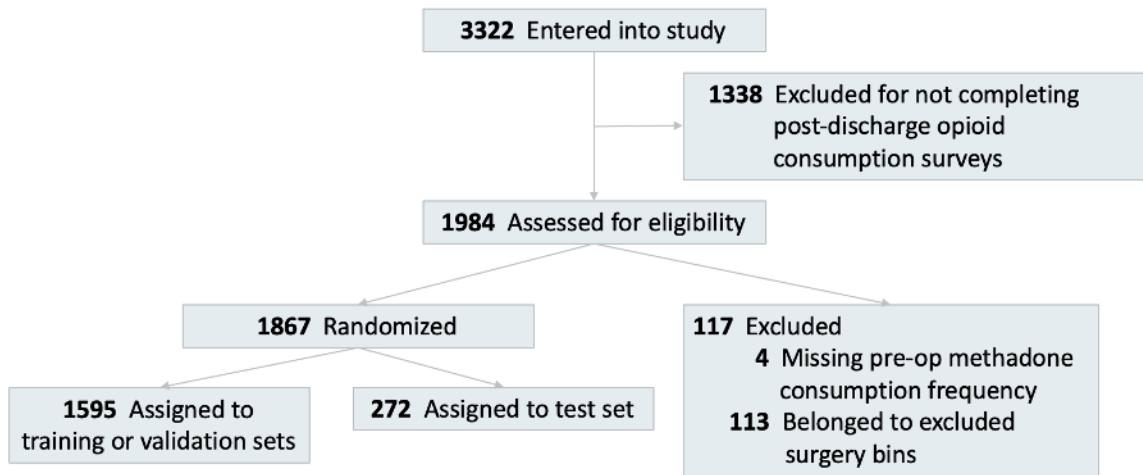 3322 Entered into study
1338 Excluded for not completing
post-discharge opioid
consumption surveys
1984 Assessed for eligibility
1867 Randomized
117 Excluded
4 Missing pre-op methadone
consumption frequency
113 Belonged to excluded
surgery bins
1595 Assigned to
training or validation sets
272 Assigned to test set